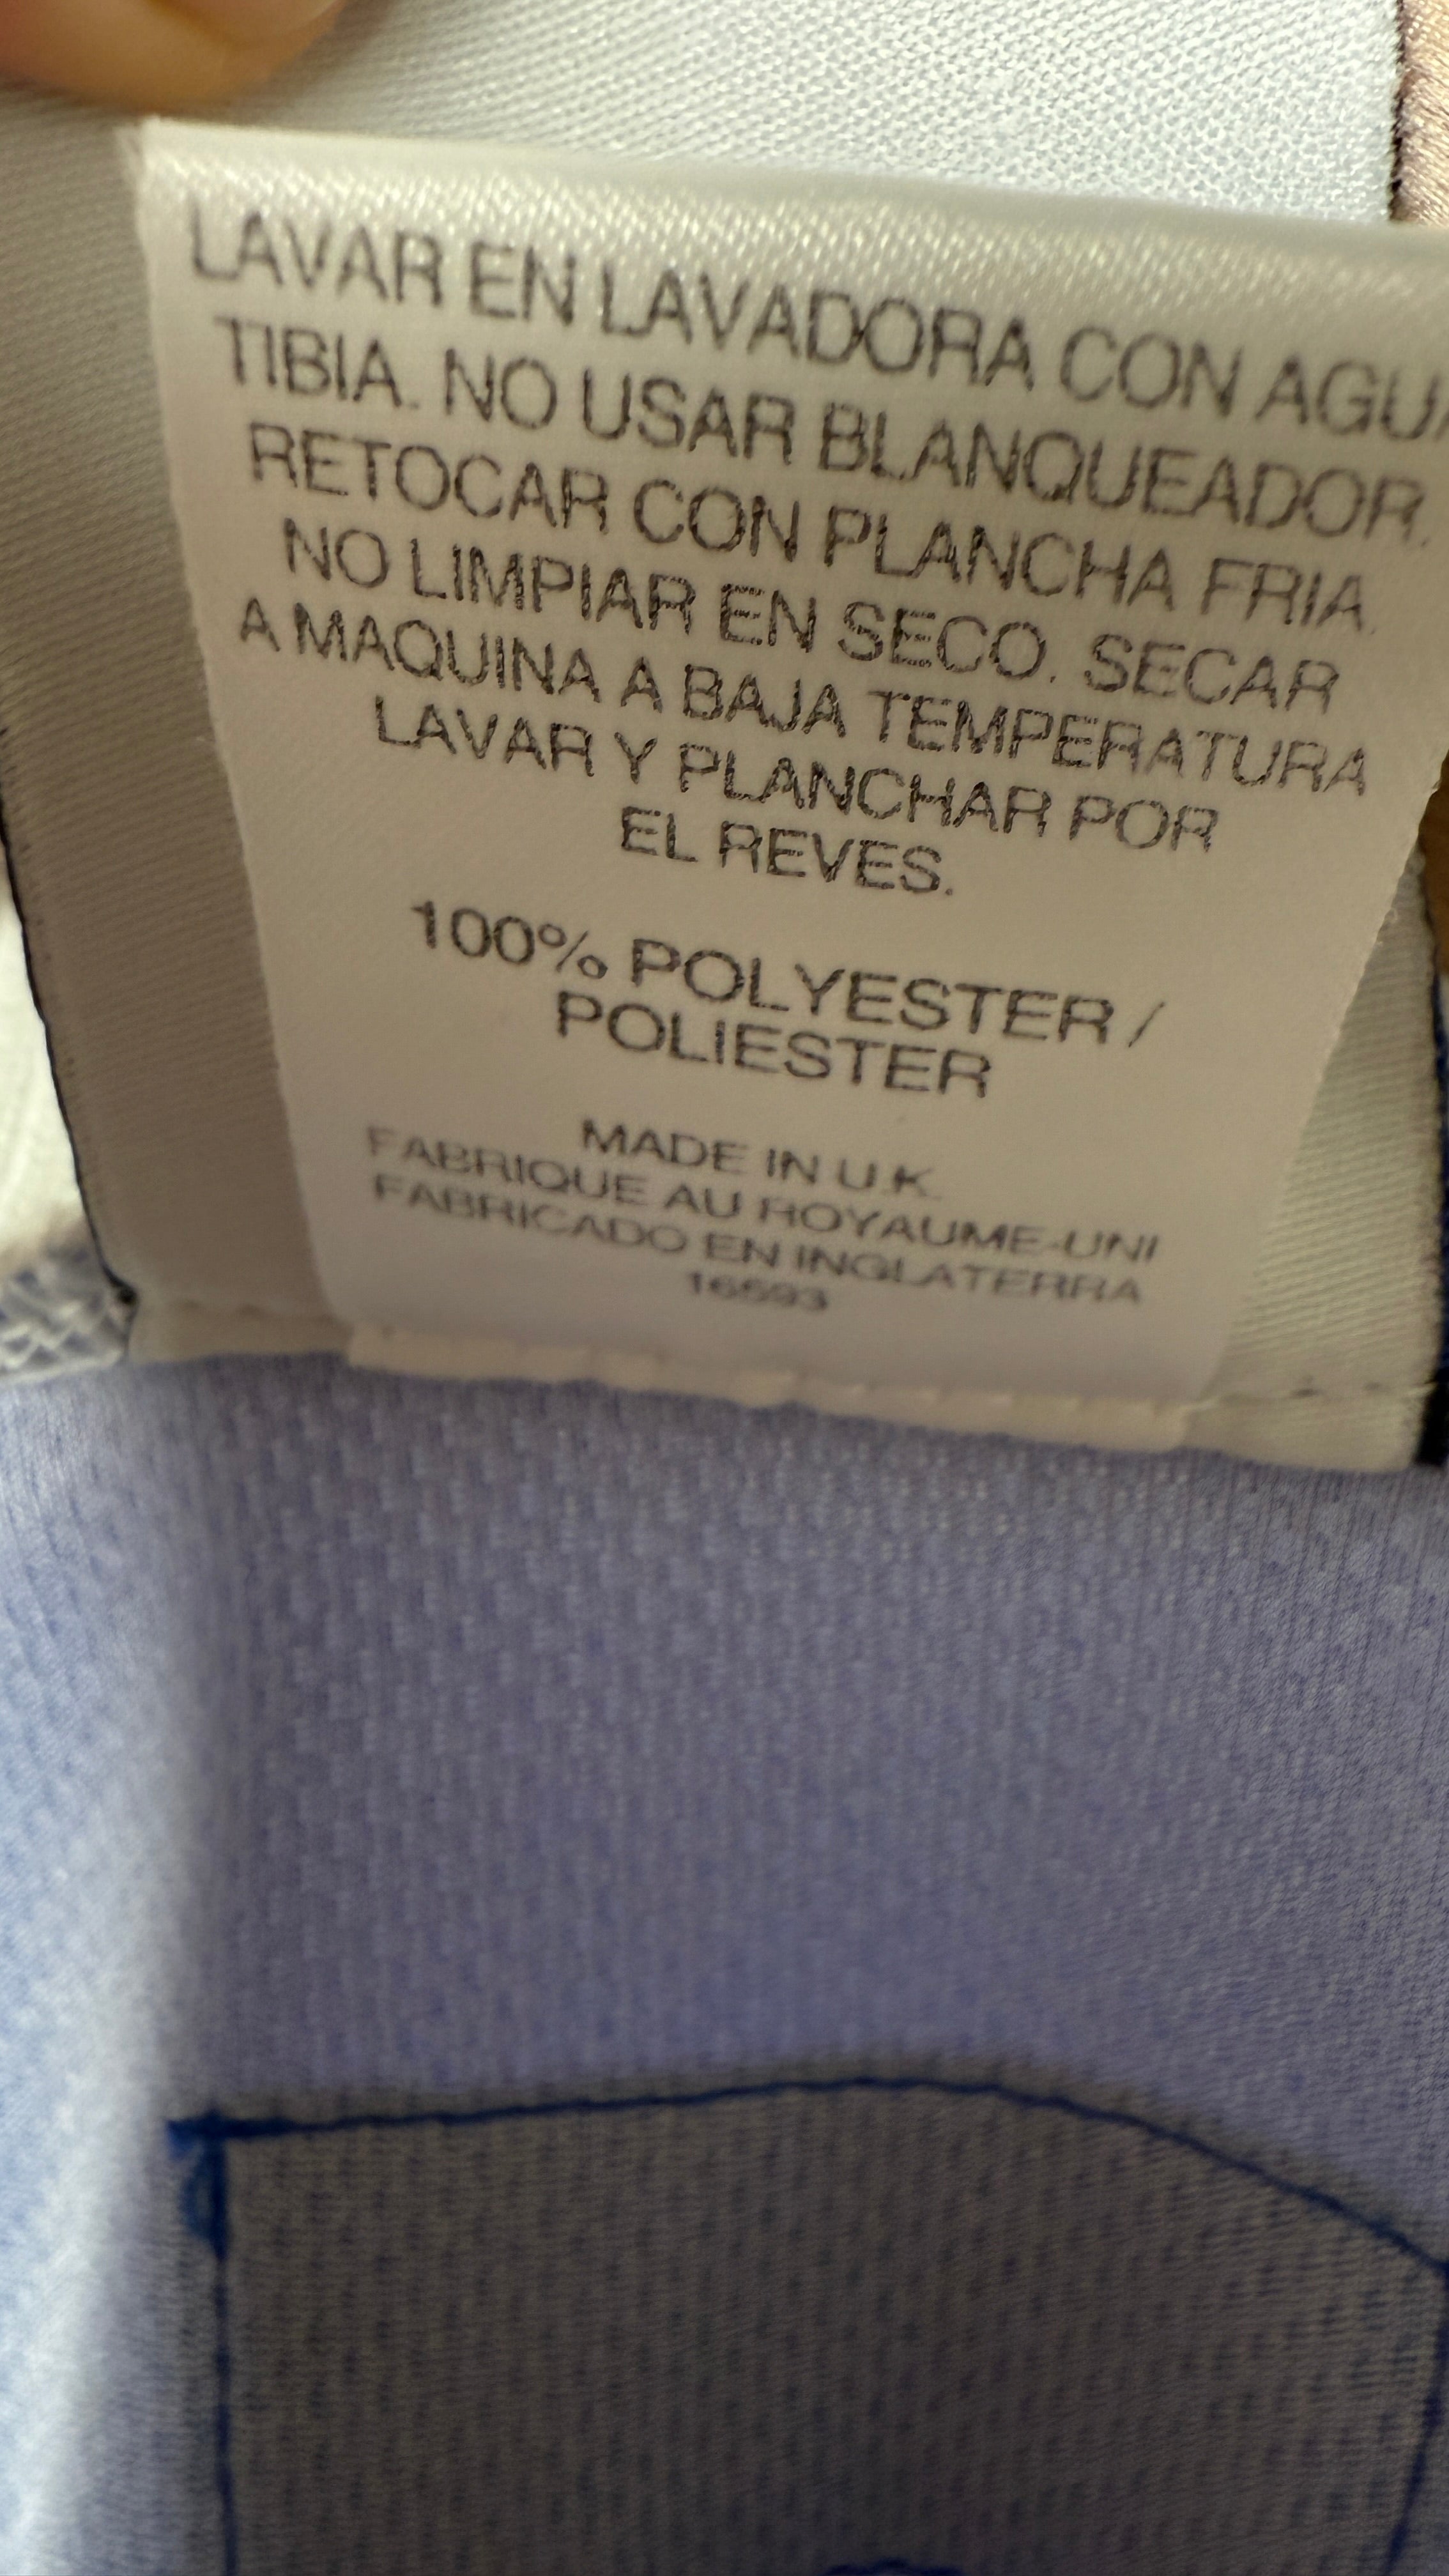 LAVAR EN LAVADORA CON AGUA
TIBIA. NO USAR BLANQUEADOR.
RETOCAR CON PLANCHA FRIA.
NO LIMPIAR EN SECO. SECAR
A MAQUINA A BAJA TEMPERATURA
LAVAR Y PLANCHAR POR
EL REVES.
100% POLYESTER /
POLIESTER
MADE IN U.K.
FABRIQUE AU ROYAUME-UNI
FABRICADO EN INGLATERRA
16593